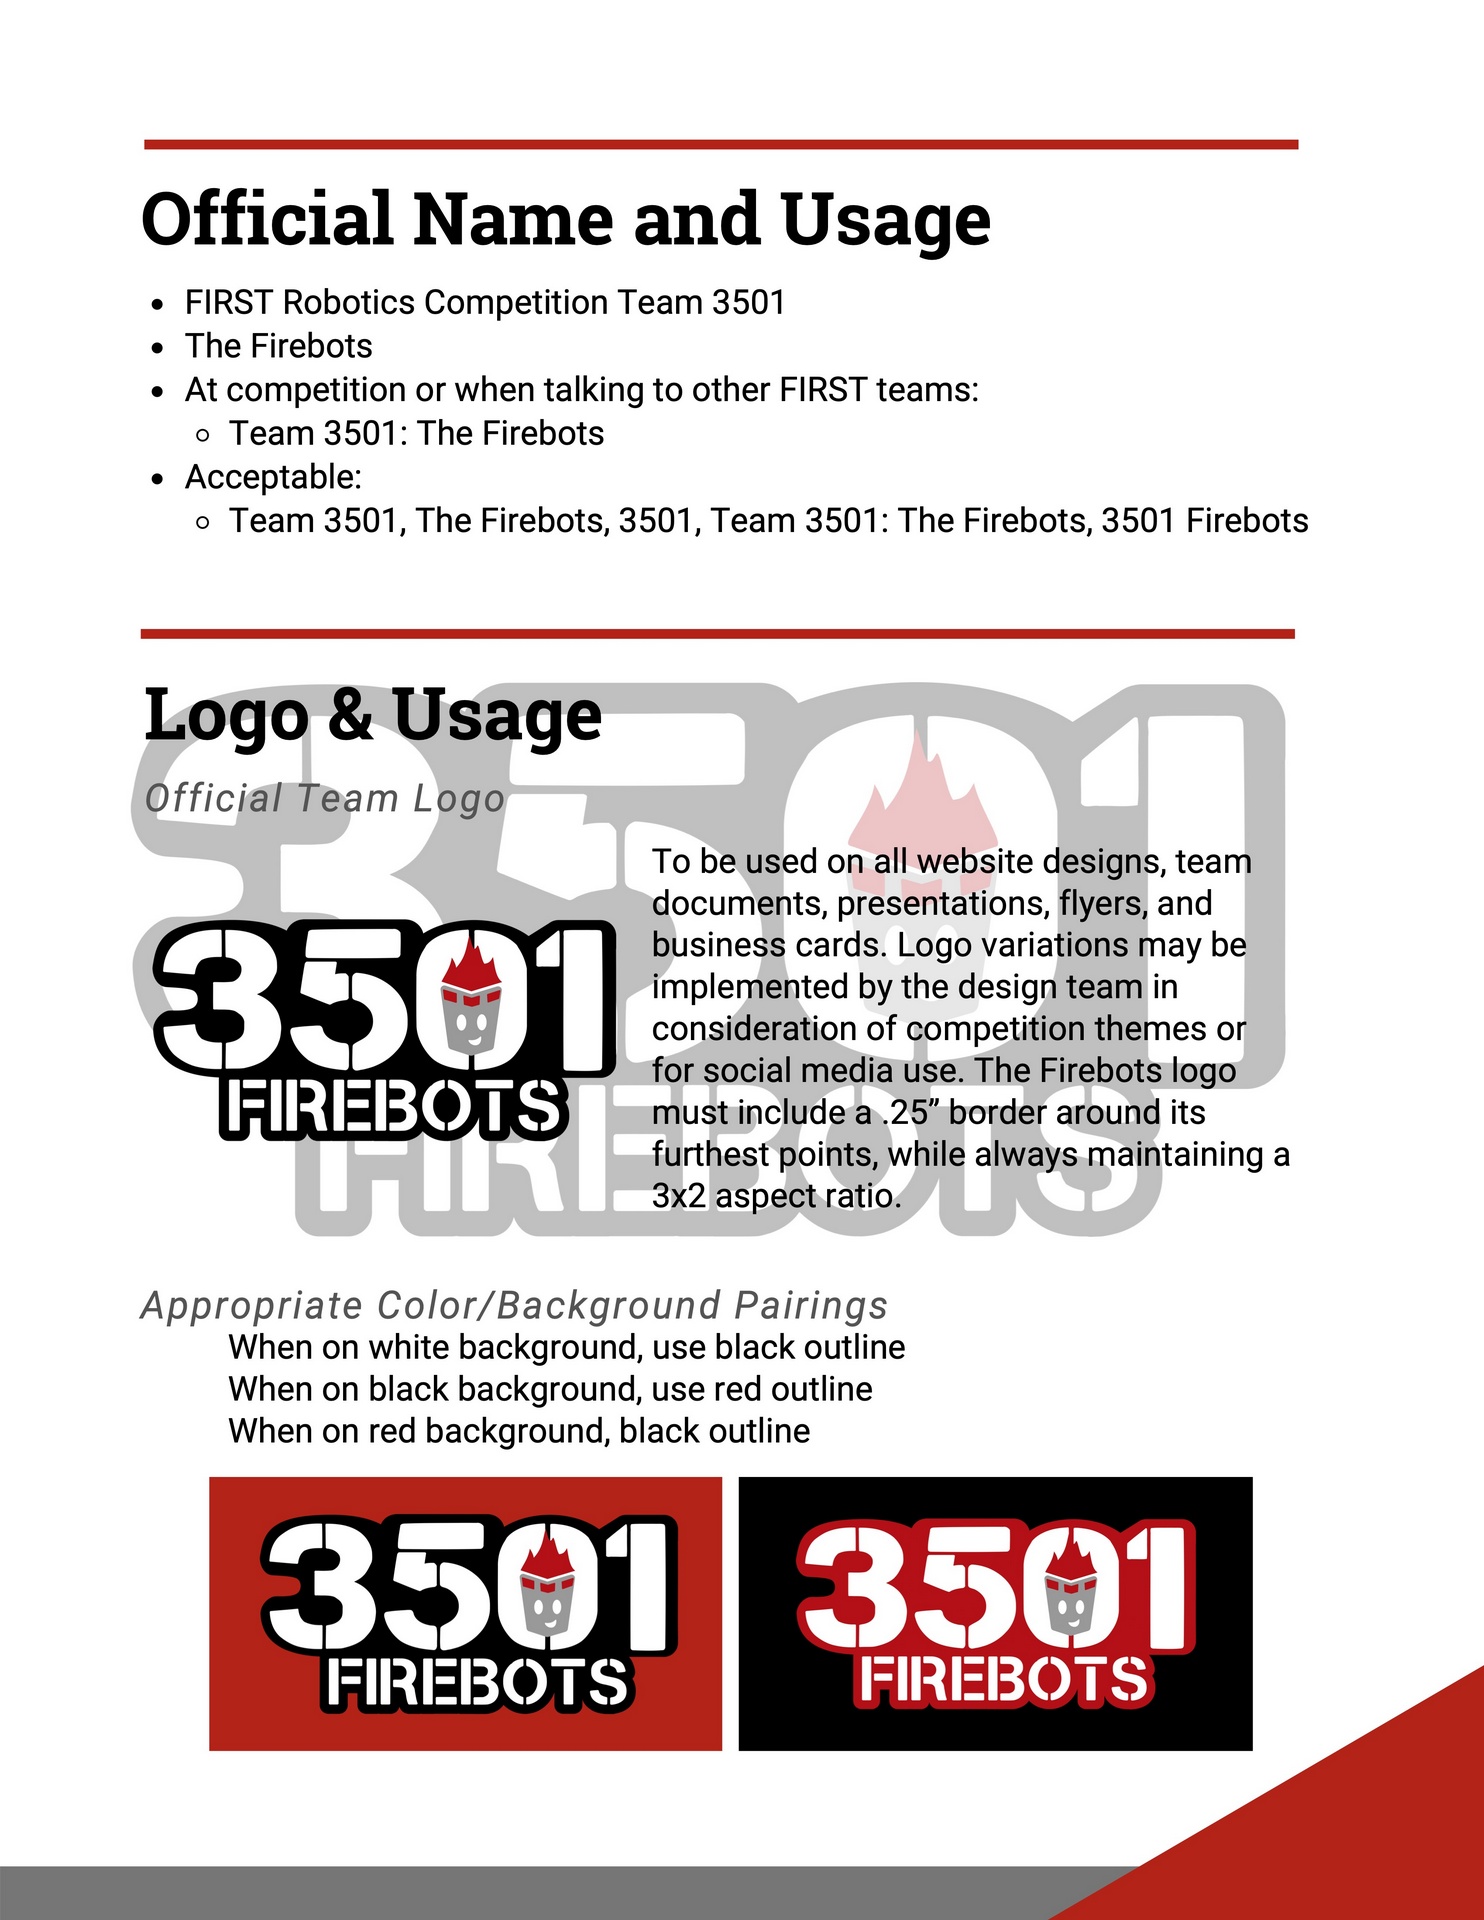 Official Name and Usage
• FIRST Robotics Competition Team 3501
• The Firebots
• At competition or when talking to other FIRST teams:
○ Team 3501: The Firebots
• Acceptable:
○ Team 3501, The Firebots, 3501, Team 3501: The Firebots, 3501 Firebots
Logo & Usage
Official Team Logo
3501
FIREBOTS
3501
FIREBOTS
To be used on all website designs, team
documents, presentations, flyers, and
business cards. Logo variations may be
implemented by the design team in
consideration of competition themes or
for social media use. The Firebots logo
must include a .25” border around its
furthest points, while always maintaining a
3x2 aspect ratio.
Appropriate Color/Background Pairings
When on white background, use black outline
When on black background, use red outline
When on red background, black outline
3501
FIREBOTS
3501
FIREBOTS